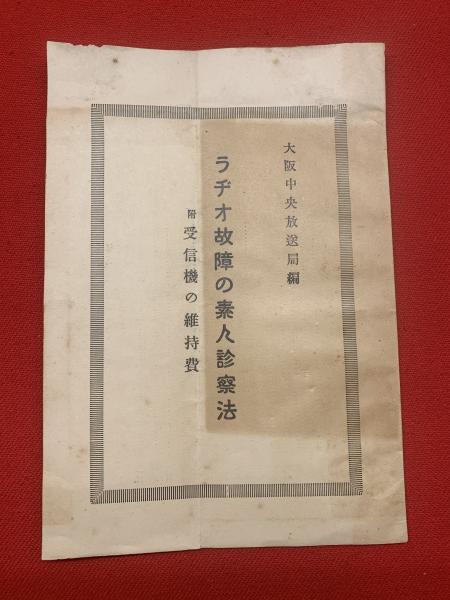 大阪中央放送局編
ラヂオ故障の素人診察法
附 受信機の維持費